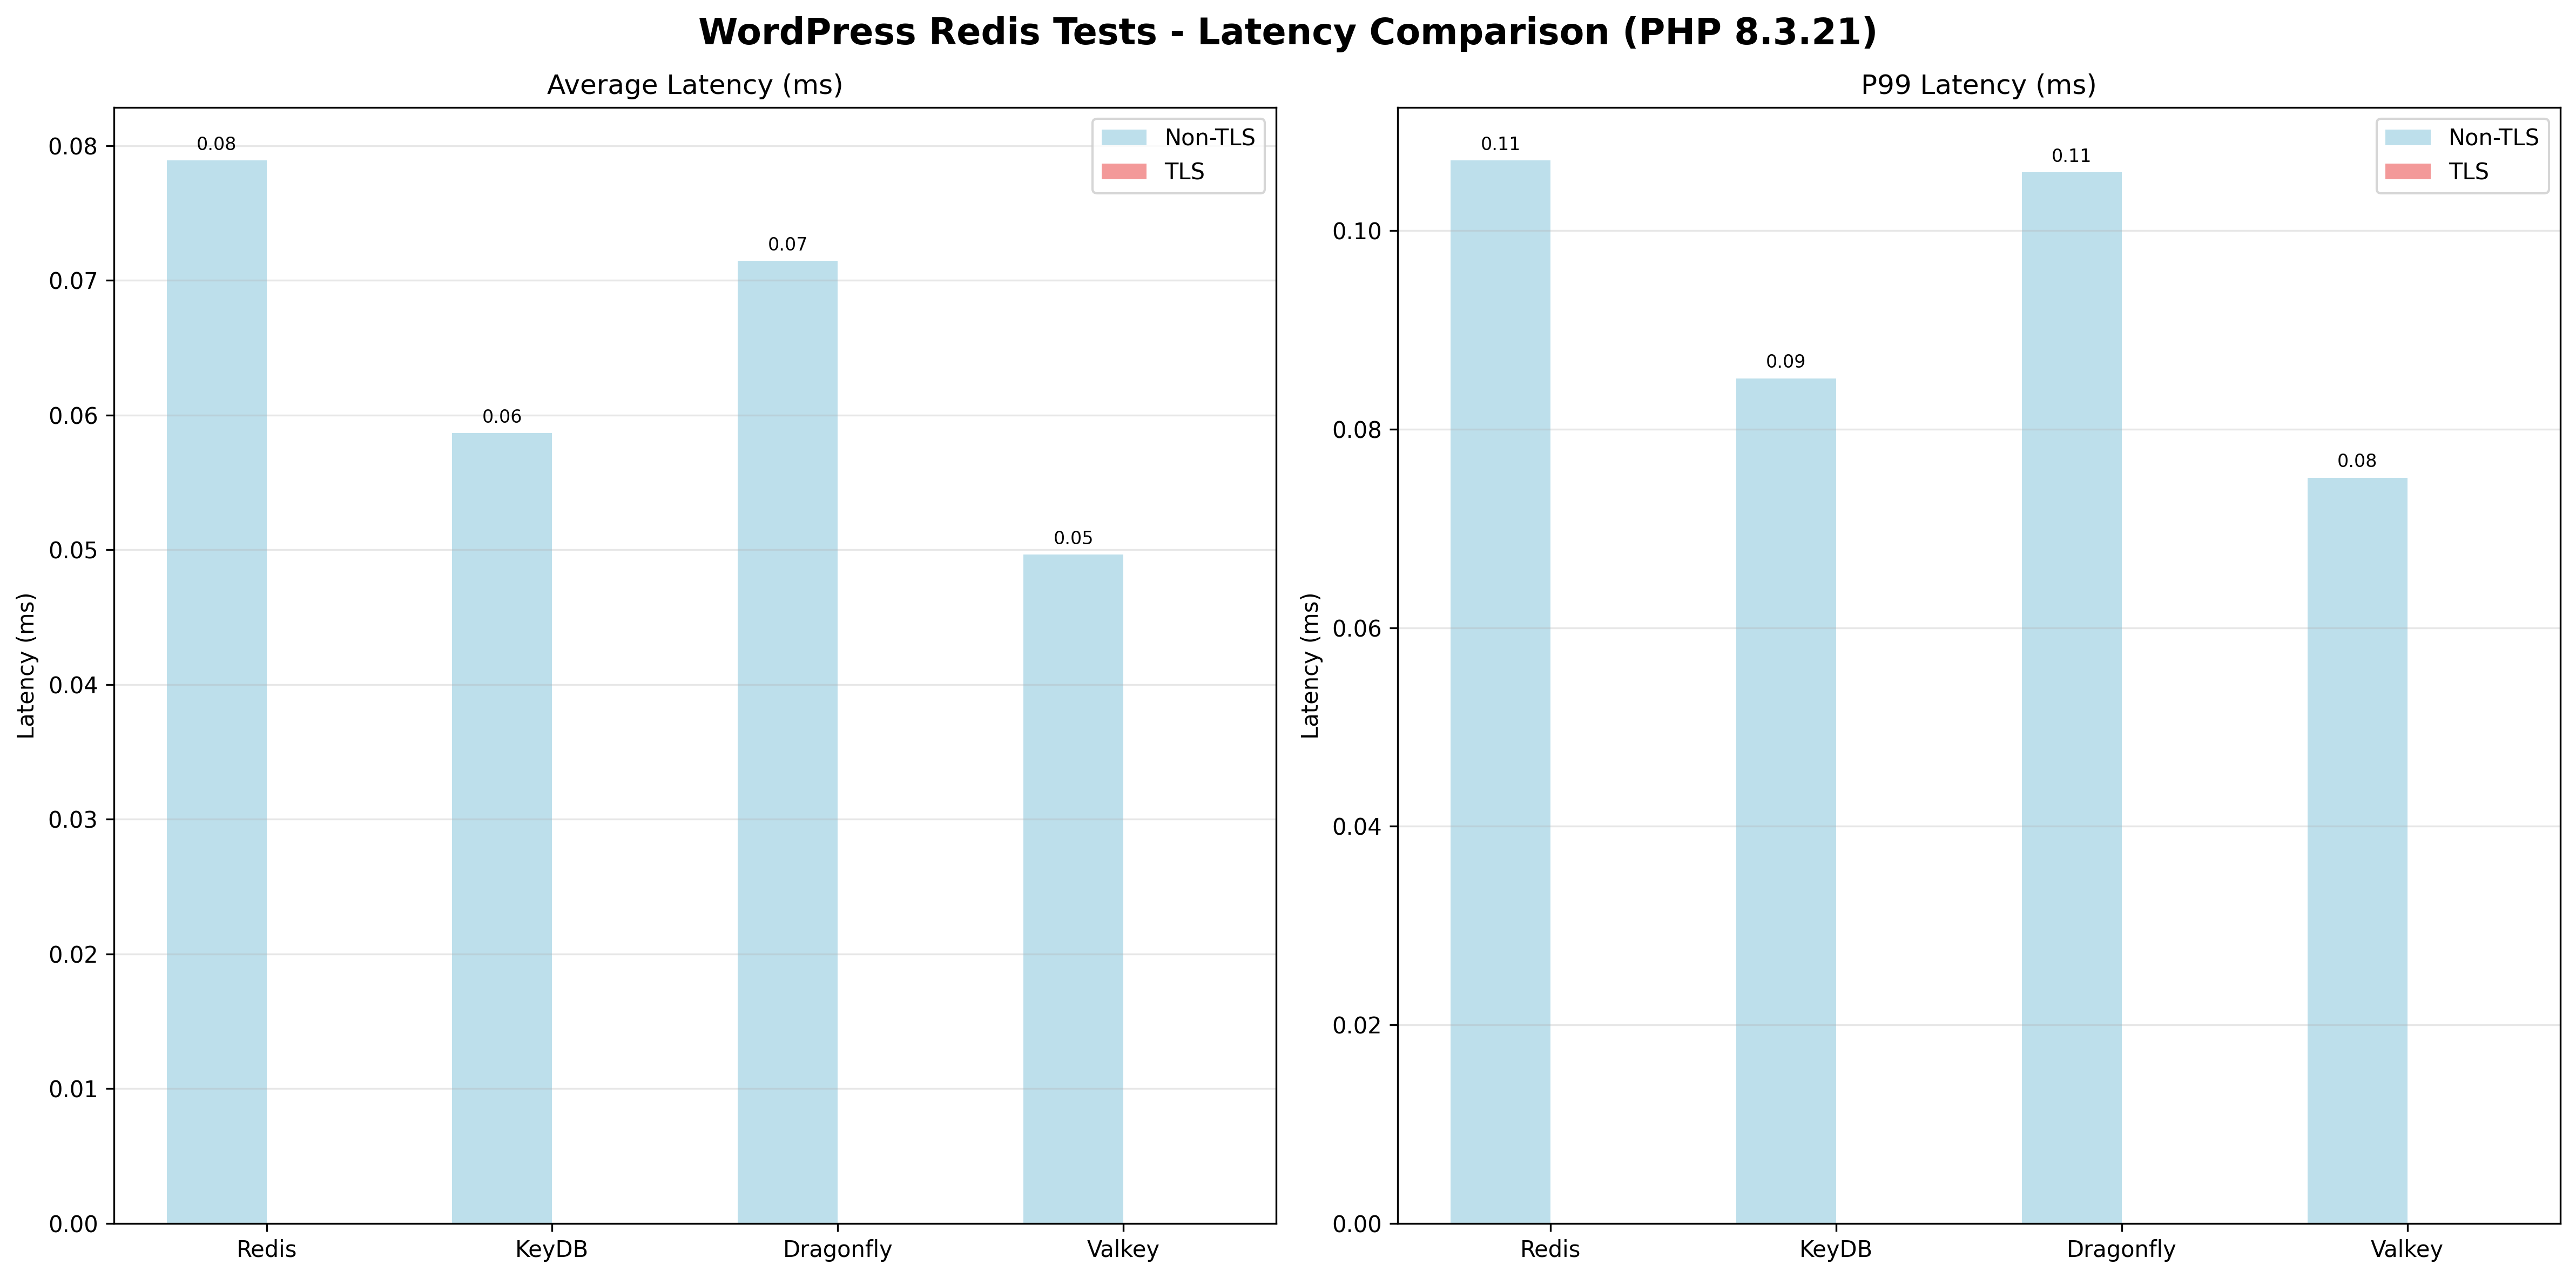 WordPress Redis Tests - Latency Comparison (PHP 8.3.21)
Average Latency (ms)
Latency (ms)
0.08
0.07
0.06
0.05
0.04
0.03
0.02
0.01
0.00
0.08
0.06
0.07
0.05
Non-TLS
TLS
Redis
KeyDB
Dragonfly
Valkey
P99 Latency (ms)
Latency (ms)
0.10
0.08
0.06
0.04
0.02
0.00
0.11
0.09
0.11
0.08
Non-TLS
TLS
Redis
KeyDB
Dragonfly
Valkey